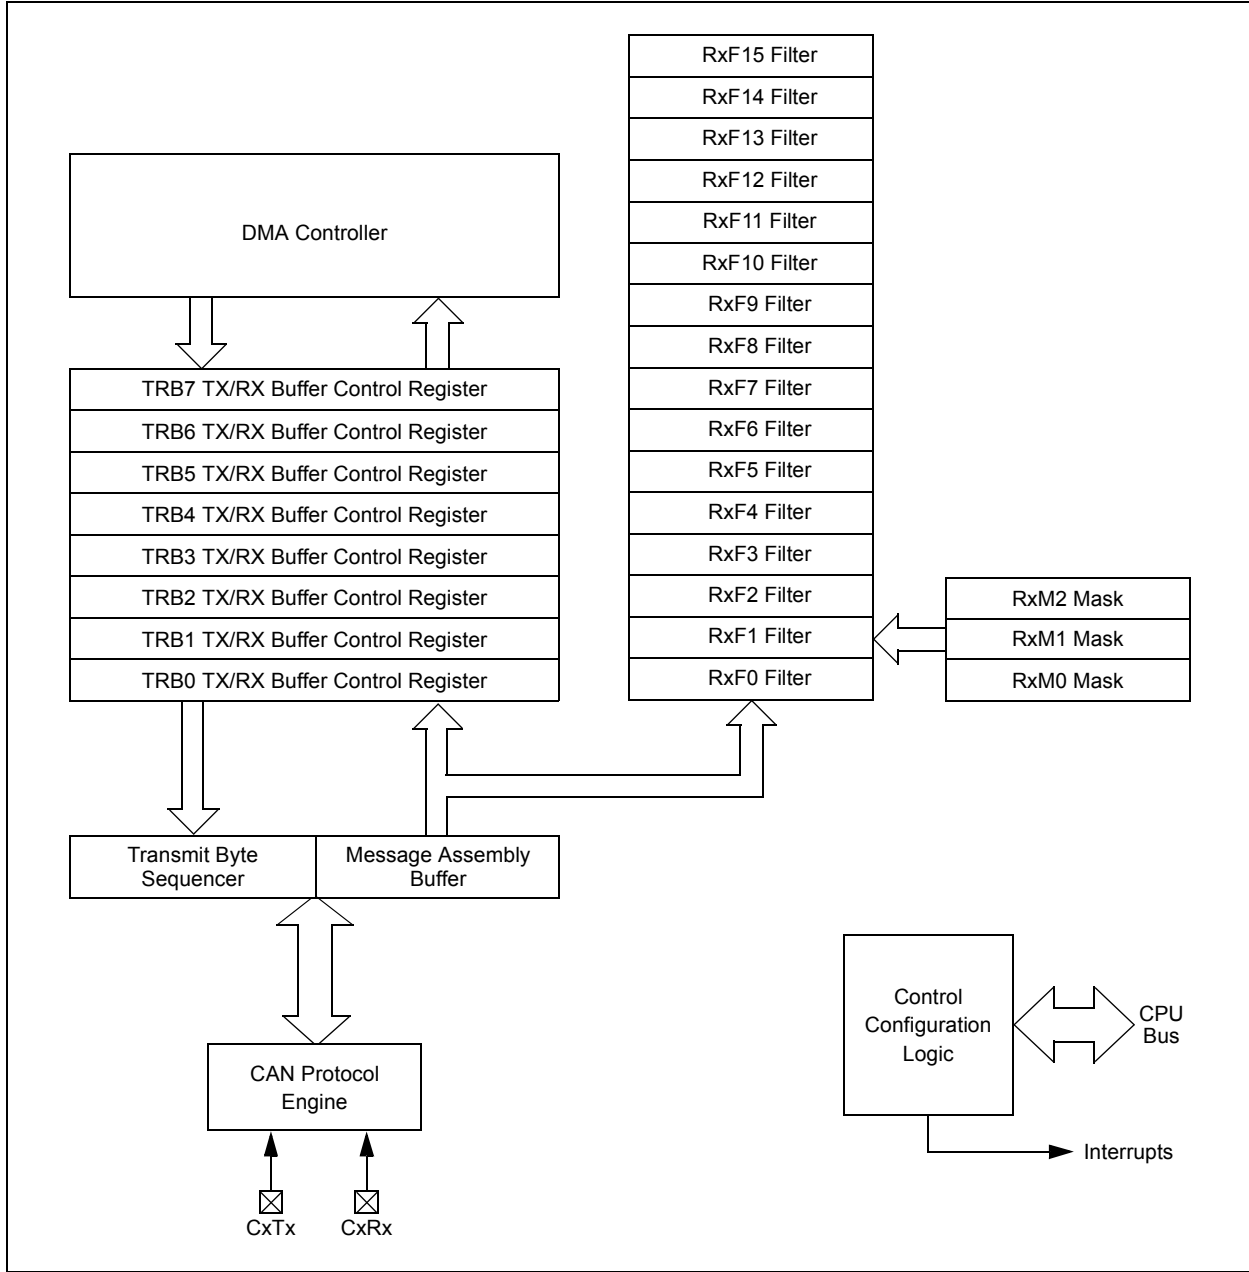 RxF15 Filter
RxF14 Filter
RxF13 Filter
RxF12 Filter
RxF11 Filter
RxF10 Filter
RxF9 Filter
RxF8 Filter
RxF7 Filter
RxF6 Filter
RxF5 Filter
RxF4 Filter
RxF3 Filter
RxF2 Filter
RxF1 Filter
RxF0 Filter
DMA Controller
TRB7 TX/RX Buffer Control Register
TRB6 TX/RX Buffer Control Register
TRB5 TX/RX Buffer Control Register
TRB4 TX/RX Buffer Control Register
TRB3 TX/RX Buffer Control Register
TRB2 TX/RX Buffer Control Register
TRB1 TX/RX Buffer Control Register
TRB0 TX/RX Buffer Control Register
RxM2 Mask
RxM1 Mask
RxM0 Mask
Transmit Byte
Sequencer
Message Assembly
Buffer
CAN Protocol
Engine
CxTx
CxRx
Control
Configuration
Logic
CPU
Bus
Interrupts